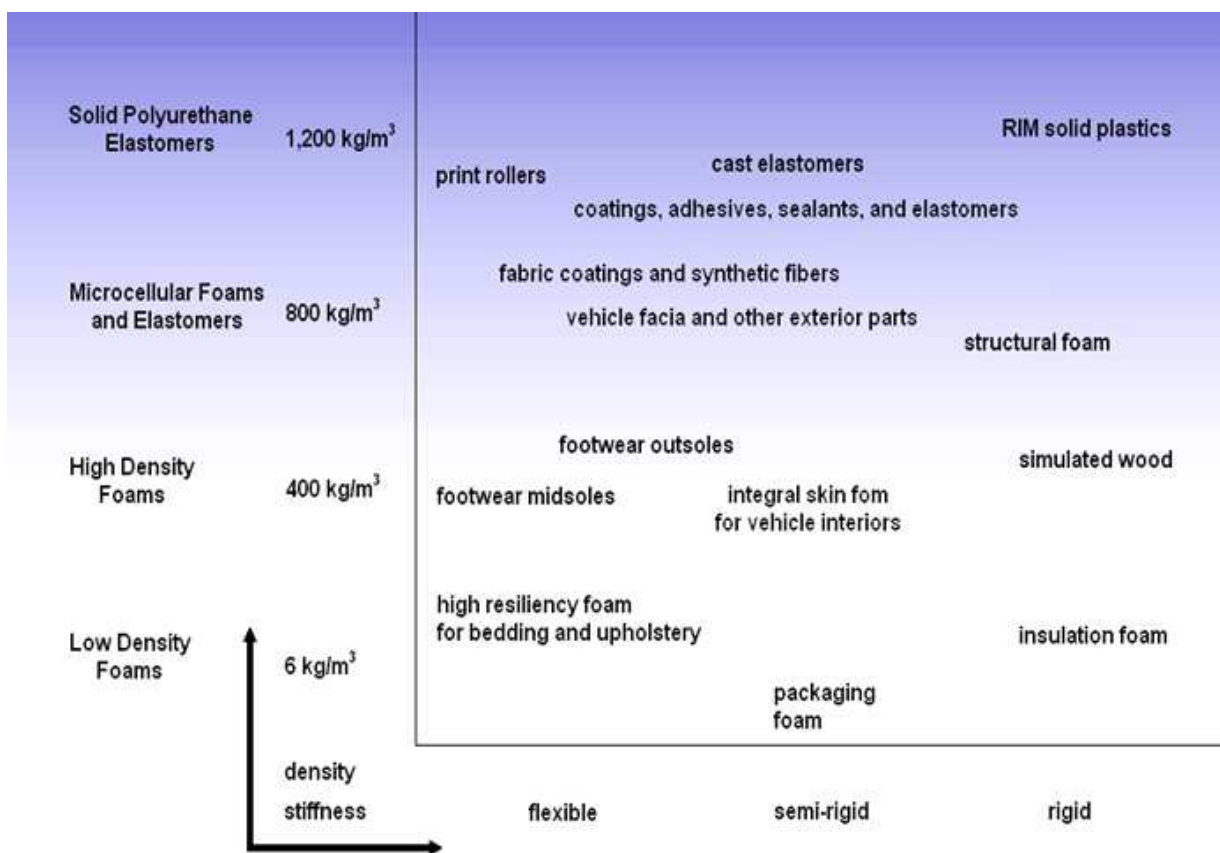 Solid Polyurethane
Elastomers
1,200 kg/m³
RIM solid plastics
cast elastomers
print rollers
coatings, adhesives, sealants, and elastomers
fabric coatings and synthetic fibers
Microcellular Foams
and Elastomers
800 kg/m³
vehicle facia and other exterior parts
structural foam
footwear outsoles
simulated wood
High Density
Foams
400 kg/m³
footwear midsoles
integral skin fom
for vehicle interiors
high resiliency foam
for bedding and upholstery
insulation foam
Low Density
Foams
6 kg/m³
packaging
foam
density
stiffness
flexible
semi-rigid
rigid